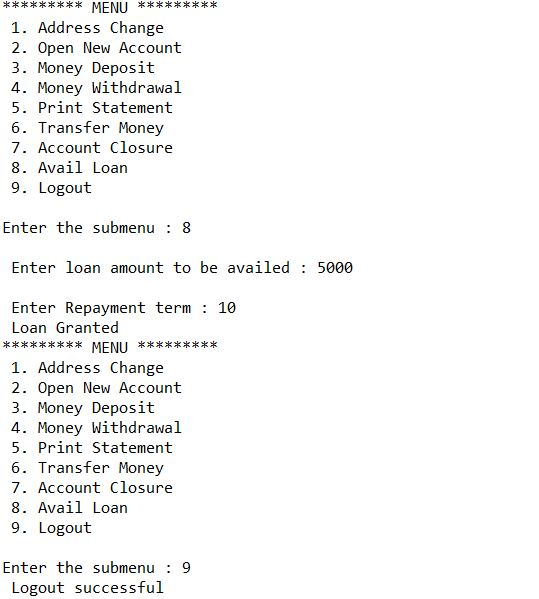 ********* MENU *********
1. Address Change
2. Open New Account
3. Money Deposit
4. Money Withdrawal
5. Print Statement
6. Transfer Money
7. Account Closure
8. Avail Loan
9. Logout
Enter the submenu : 8
Enter loan amount to be availed : 5000
Enter Repayment term : 10
Loan Granted
********* MENU *********
1. Address Change
2. Open New Account
3. Money Deposit
4. Money Withdrawal
5. Print Statement
6. Transfer Money
7. Account Closure
8. Avail Loan
9. Logout
Enter the submenu : 9
Logout successful